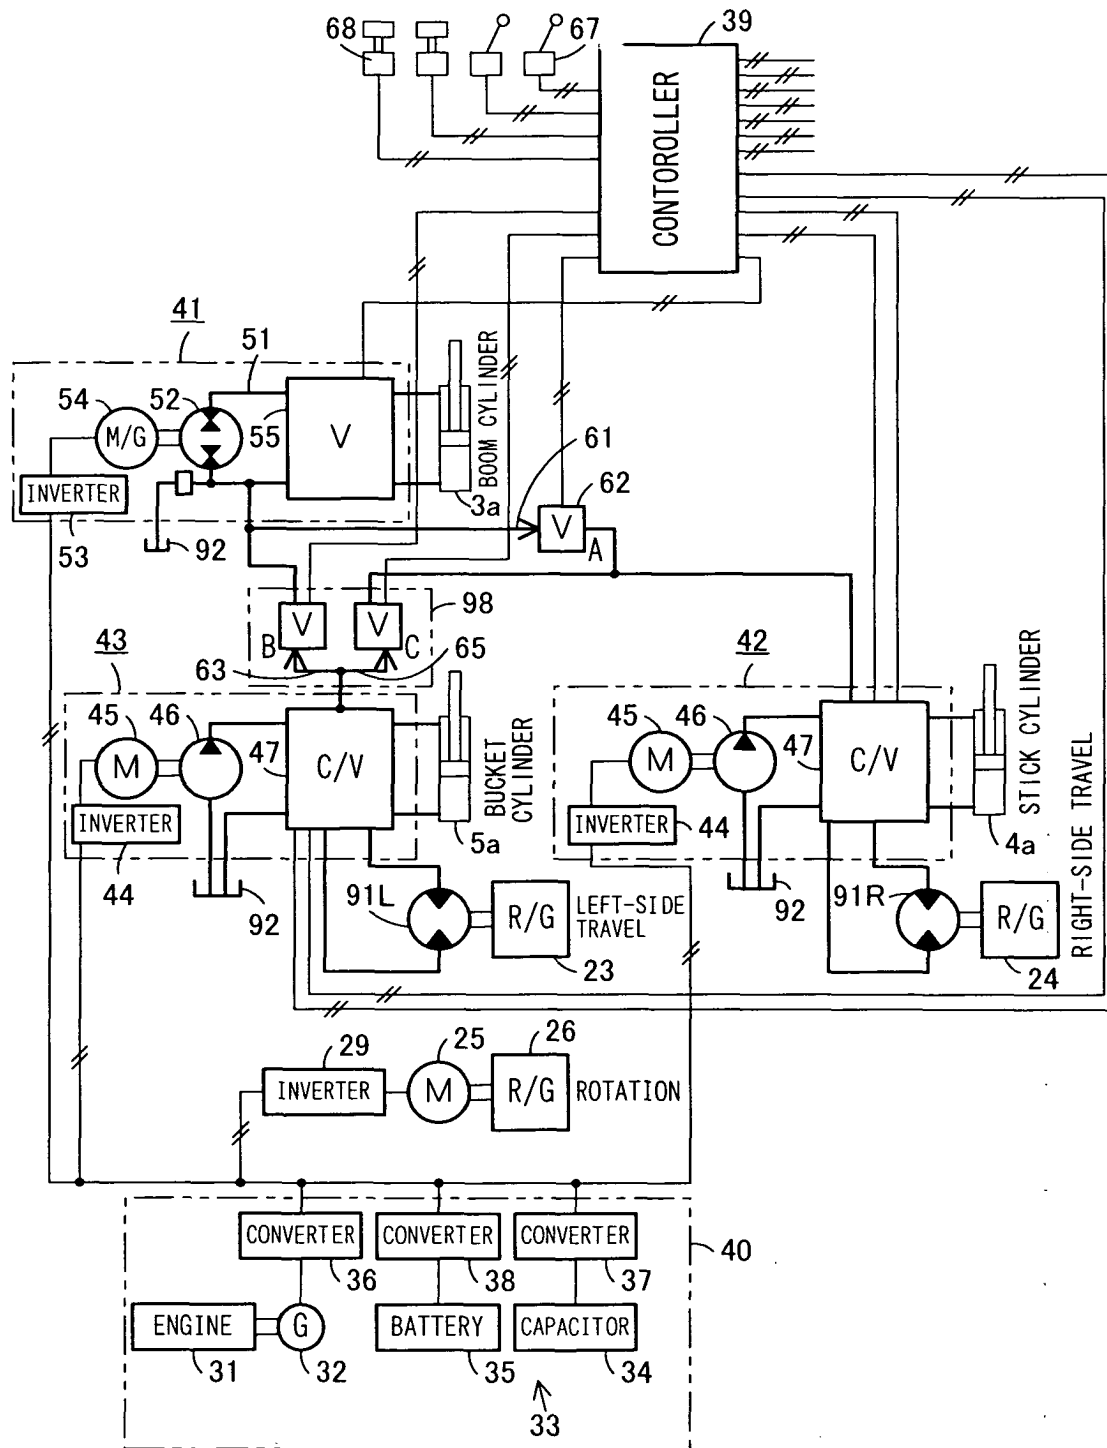 68
67
39
CONTOROLLER
41
51
54
52
55
M/G
V
BOOM CYLINDER
INVERTER
53
92
3a
61
62
V
A
98
V
V
B
C
63
65
43
45
46
47
M
C/V
INVERTER
44
92
BUCKET
CYLINDER
5a
42
45
46
47
M
C/V
INVERTER
44
92
STICK CYLINDER
4a
91L
R/G
LEFT-SIDE
TRAVEL
23
91R
R/G
24
RIGHT-SIDE TRAVEL
29
25
26
INVERTER
M
R/G
ROTATION
CONVERTER
CONVERTER
CONVERTER
36
38
37
40
ENGINE
G
BATTERY
CAPACITOR
31
32
35
34
33